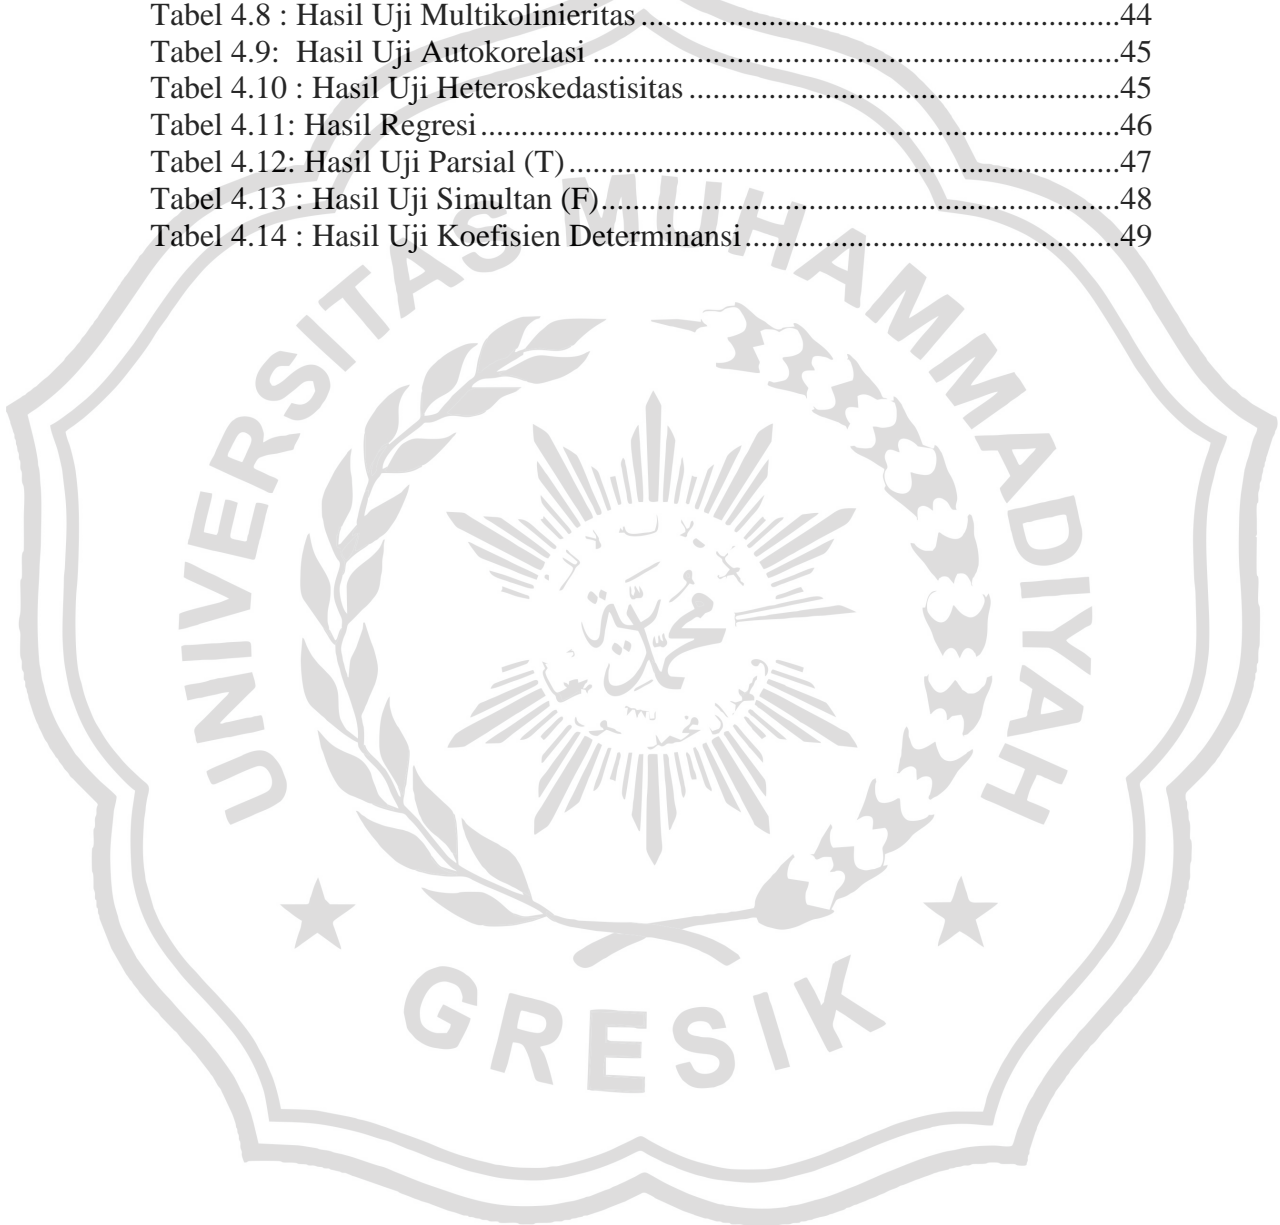 Tabel 4.8 : Hasil Uji Multikolinieritas ........................................................................44
Tabel 4.9:  Hasil Uji Autokorelasi ...............................................................................45
Tabel 4.10 : Hasil Uji Heteroskedastisitas ................................................................45
Tabel 4.11: Hasil Regresi................................................................................................46
Tabel 4.12: Hasil Uji Parsial (T) ..................................................................................47
Tabel 4.13 : Hasil Uji Simultan (F)..............................................................................48
Tabel 4.14 : Hasil Uji Koefisien Determinansi........................................................49
UNIVERSITAS MUHAMMADIYAH
محمدية
GRESIK